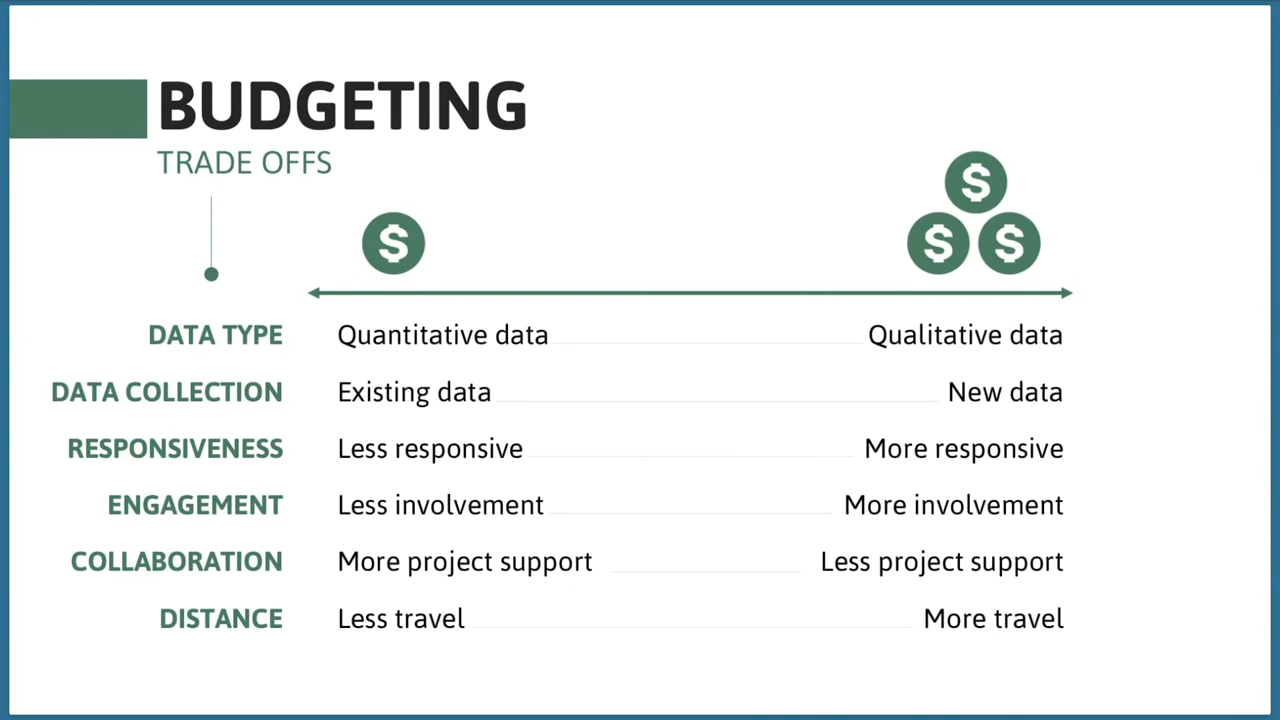 BUDGETING
TRADE OFFS
$
$
$ $
DATA TYPE Quantitative data Qualitative data
DATA COLLECTION Existing data New data
RESPONSIVENESS Less responsive More responsive
ENGAGEMENT Less involvement More involvement
COLLABORATION More project support Less project support
DISTANCE Less travel More travel